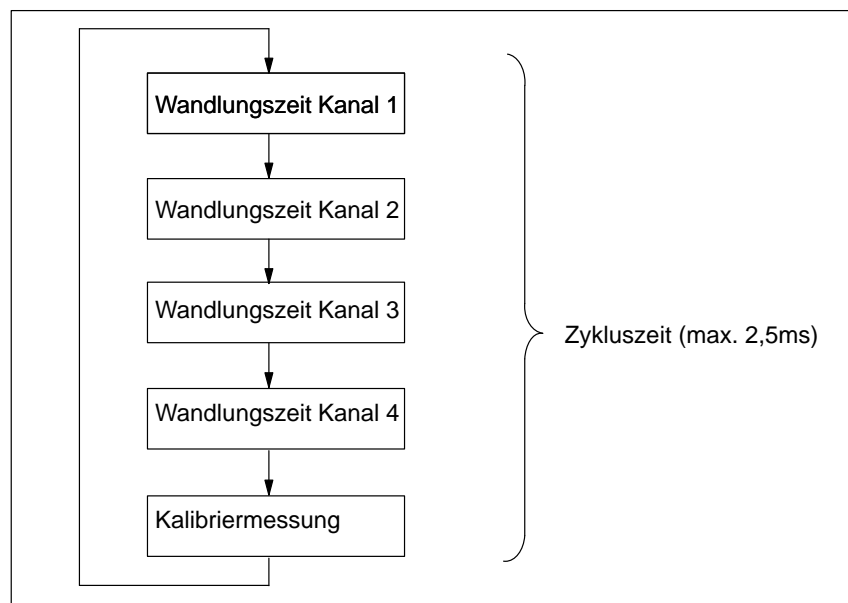 Wandlungszeit Kanal 1
Wandlungszeit Kanal 2
Wandlungszeit Kanal 3
Zykluszeit (max. 2,5ms)
Wandlungszeit Kanal 4
Kalibriermessung